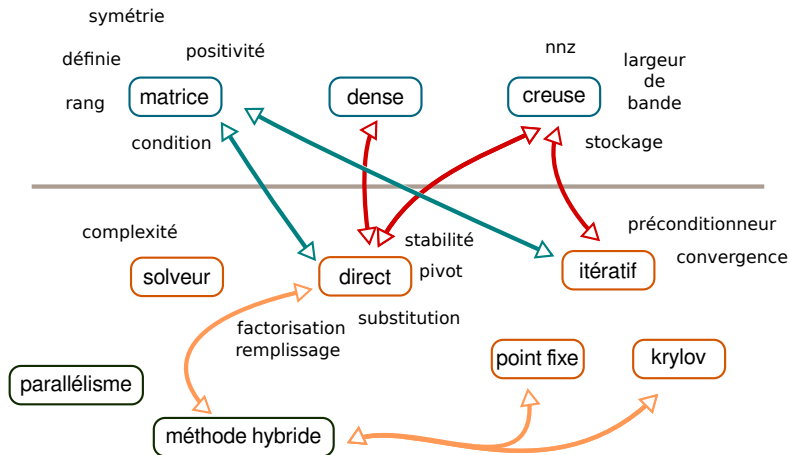 symétrie
positivité
définie
nnz
largeur
de
bande
matrice
dense
creuse
rang
condition
stockage
complexité
stabilité
préconditionneur
convergence
solveur
direct
pivot
itératif
substitution
factorisation
remplissage
point fixe
krylov
parallélisme
méthode hybride